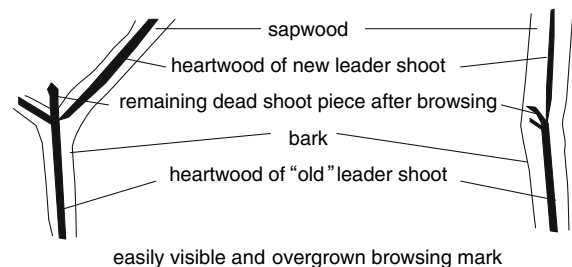 sapwood
heartwood of new leader shoot
remaining dead shoot piece after browsing
bark
heartwood of “old” leader shoot
easily visible and overgrown browsing mark